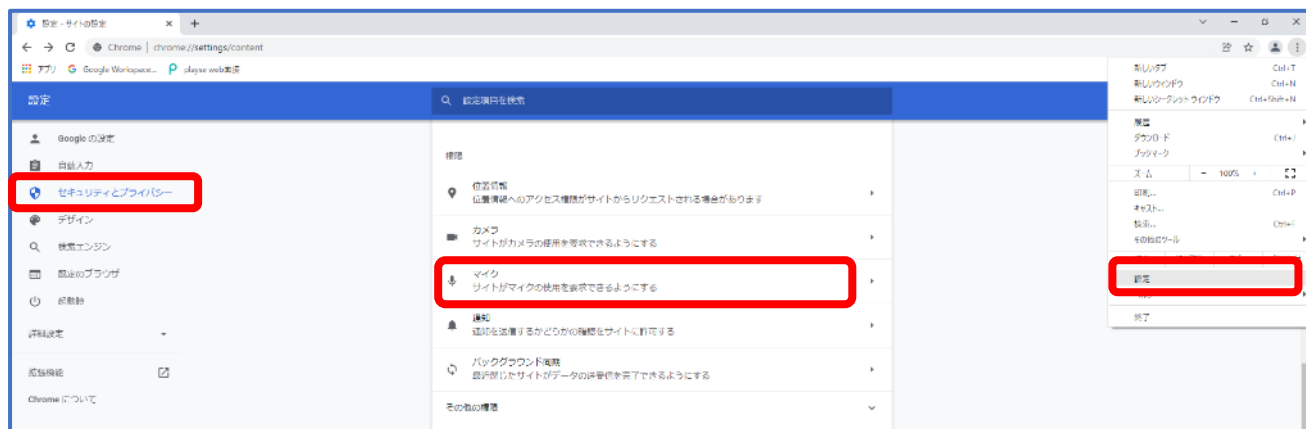 設定 - サイトの設定
Chrome | chrome://settings/content
アプリ
Google Workspace...
playse web面接
設定
設定項目を検索
Google の設定
自動入力
セキュリティとプライバシー
デザイン
検索エンジン
既定のブラウザ
起動時
詳細設定
拡張機能
Chrome について
権限
位置情報
位置情報へのアクセス権限がサイトからリクエストされる場合があります
カメラ
サイトがカメラの使用を要求できるようにする
マイク
サイトがマイクの使用を要求できるようにする
通知
通知を送信するかどうかの確認をサイトに許可する
バックグラウンド同期
最近閉じたサイトがデータの送受信を完了できるようにする
その他の権限
新しいタブ Ctrl+T
新しいウィンドウ Ctrl+N
新しいシークレット ウィンドウ Ctrl+Shift+N
履歴
ダウンロード Ctrl+J
ブックマーク
ズーム - 100% +
印刷... Ctrl+P
キャスト...
検索... Ctrl+F
その他のツール
設定
終了